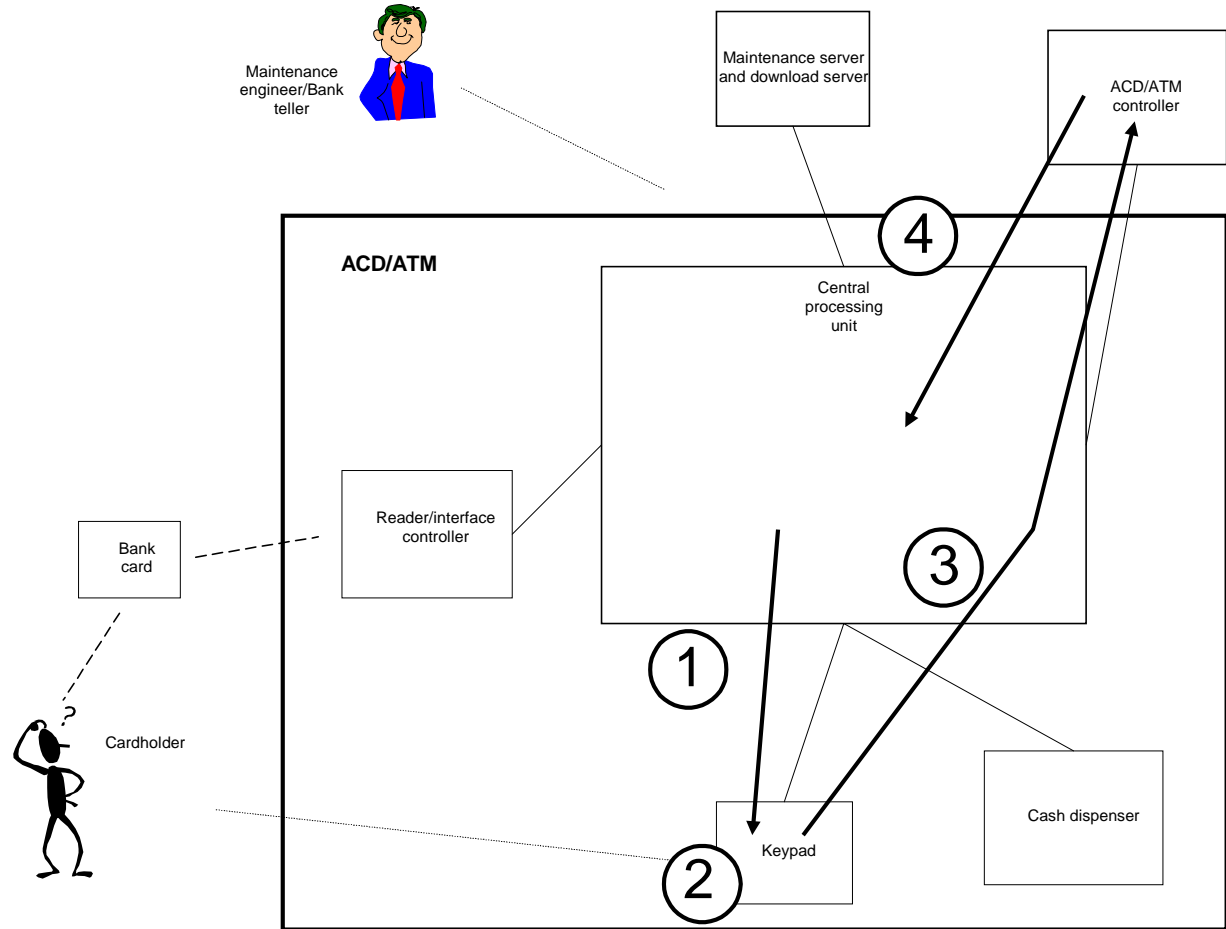 Maintenance
engineer/Bank
teller
Maintenance server
and download server
ACD/ATM
controller
4
ACD/ATM
Central
processing
unit
Reader/interface
controller
Bank
card
3
1
?
Cardholder
Cash dispenser
Keypad
2